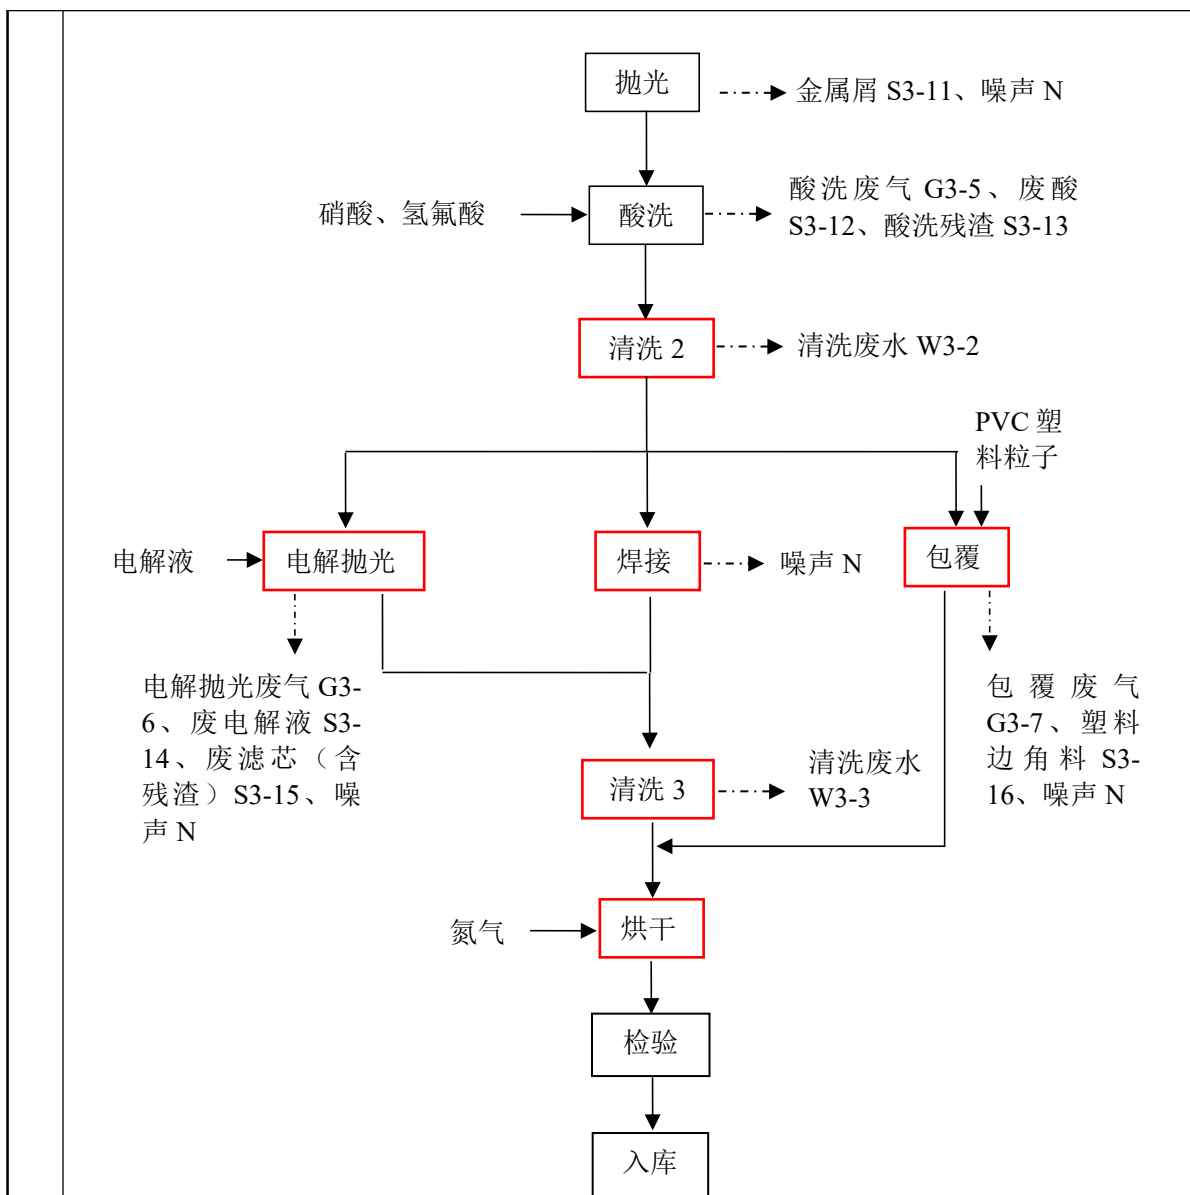 抛光
金属屑 S3-11、噪声 N
硝酸、氢氟酸
酸洗
酸洗废气 G3-5、废酸
S3-12、酸洗残渣 S3-13
清洗 2
清洗废水 W3-2
PVC 塑
料粒子
电解液
电解抛光
焊接
噪声 N
包覆
电解抛光废气 G3-
6、废电解液 S3-
14、废滤芯（含
残渣）S3-15、噪
声 N
包覆废气
G3-7、塑料
边角料 S3-
16、噪声 N
清洗 3
清洗废水
W3-3
氮气
烘干
检验
入库